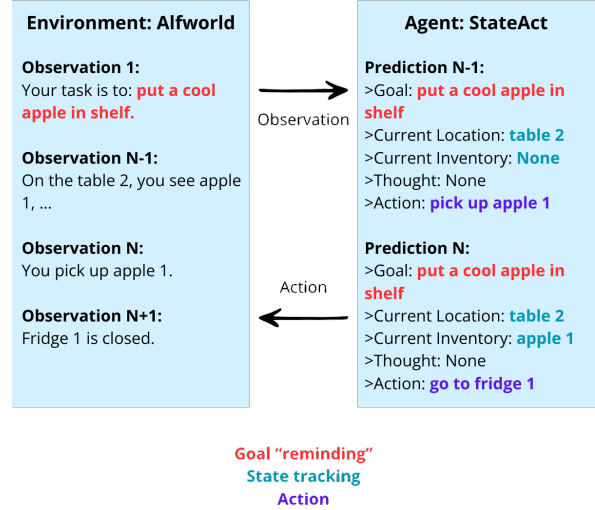 Environment: Alfworld
Observation 1:
Your task is to: put a cool
apple in shelf.
Observation N-1:
On the table 2, you see apple
1, ...
Observation N:
You pick up apple 1.
Observation N+1:
Fridge 1 is closed.
Observation
Action
Agent: StateAct
Prediction N-1:
>Goal: put a cool apple in
shelf
>Current Location: table 2
>Current Inventory: None
>Thought: None
>Action: pick up apple 1
Prediction N:
>Goal: put a cool apple in
shelf
>Current Location: table 2
>Current Inventory: apple 1
>Thought: None
>Action: go to fridge 1
Goal “reminding”
State tracking
Action